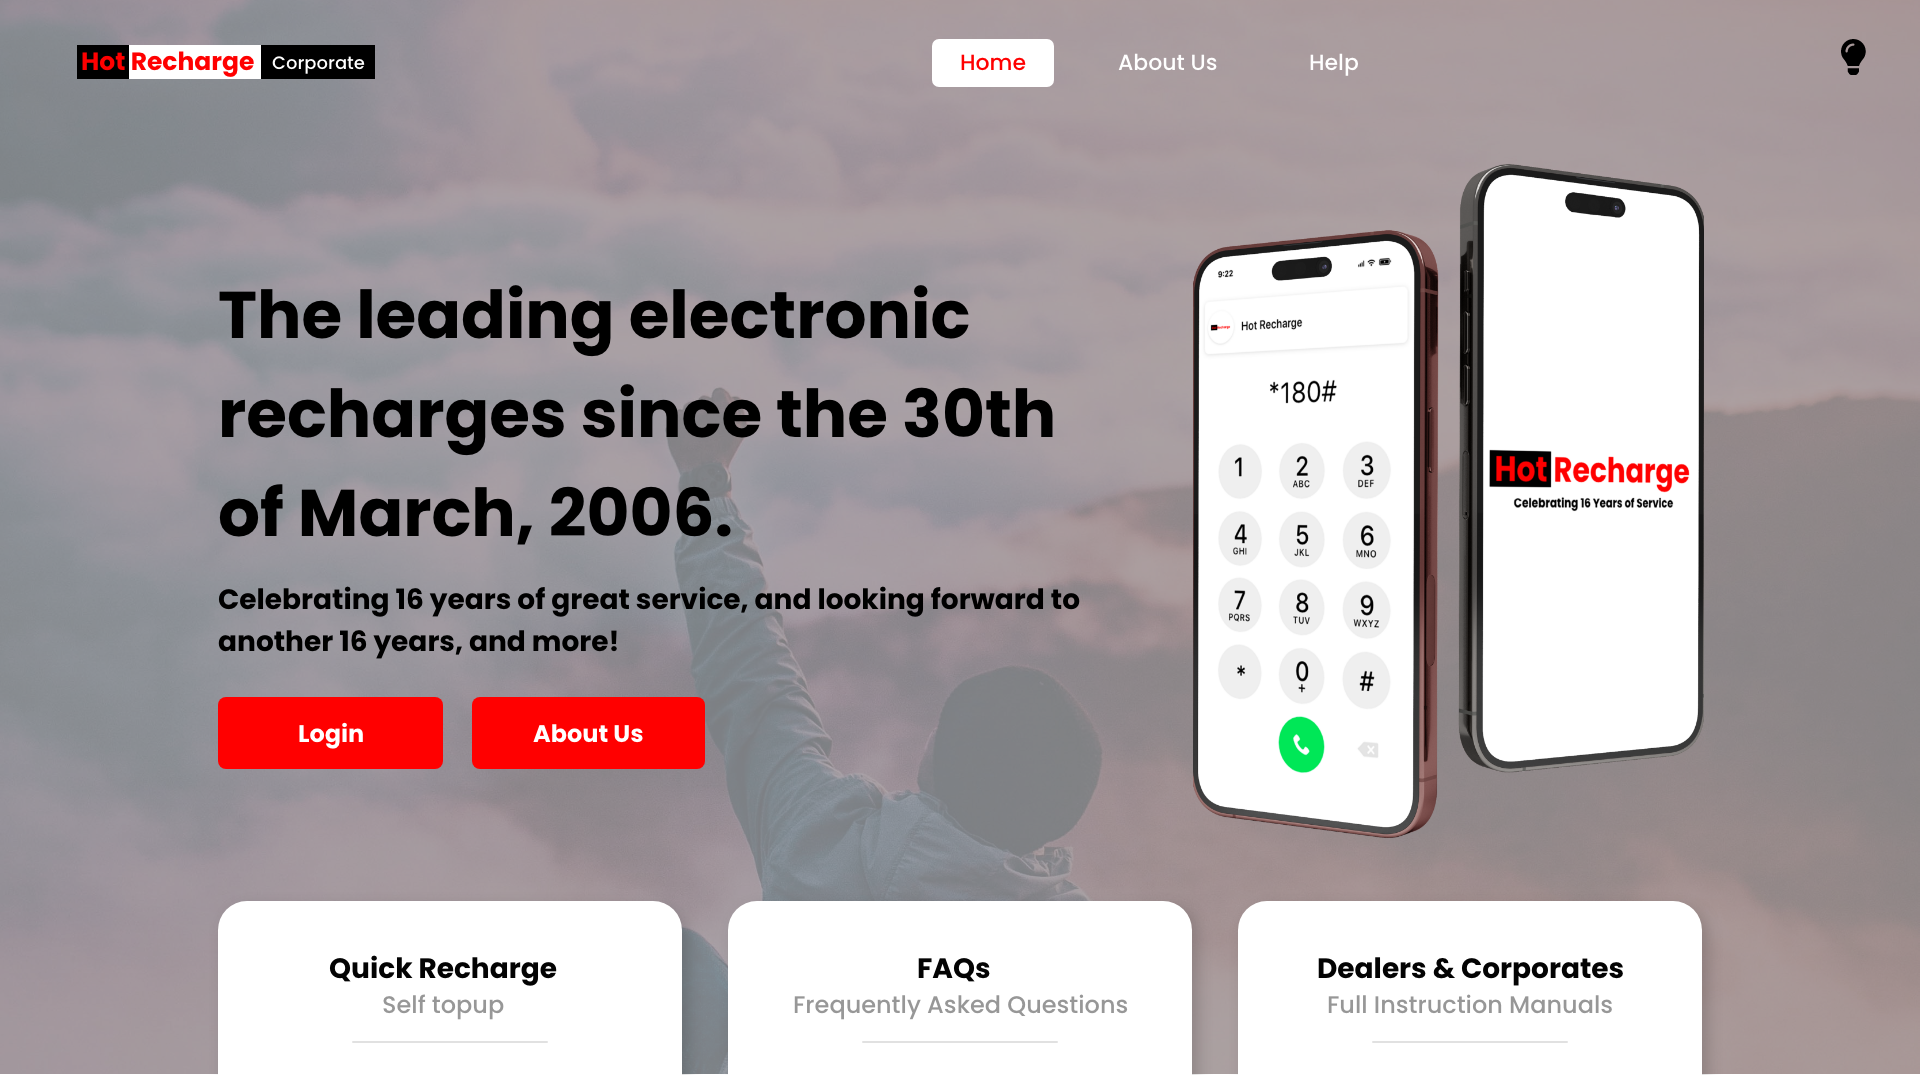 Hot Recharge Corporate
Home
About Us
Help
The leading electronic
recharges since the 30th
of March, 2006.
Celebrating 16 years of great service, and looking forward to
another 16 years, and more!
Login
About Us
9:22
Hot Recharge
*180#
1
2
ABC
3
DEF
4
GHI
5
JKL
6
MNO
7
PQRS
8
TUV
9
WXYZ
*
0
+
#
Hot Recharge
Celebrating 16 Years of Service
Quick Recharge
Self topup
FAQs
Frequently Asked Questions
Dealers & Corporates
Full Instruction Manuals